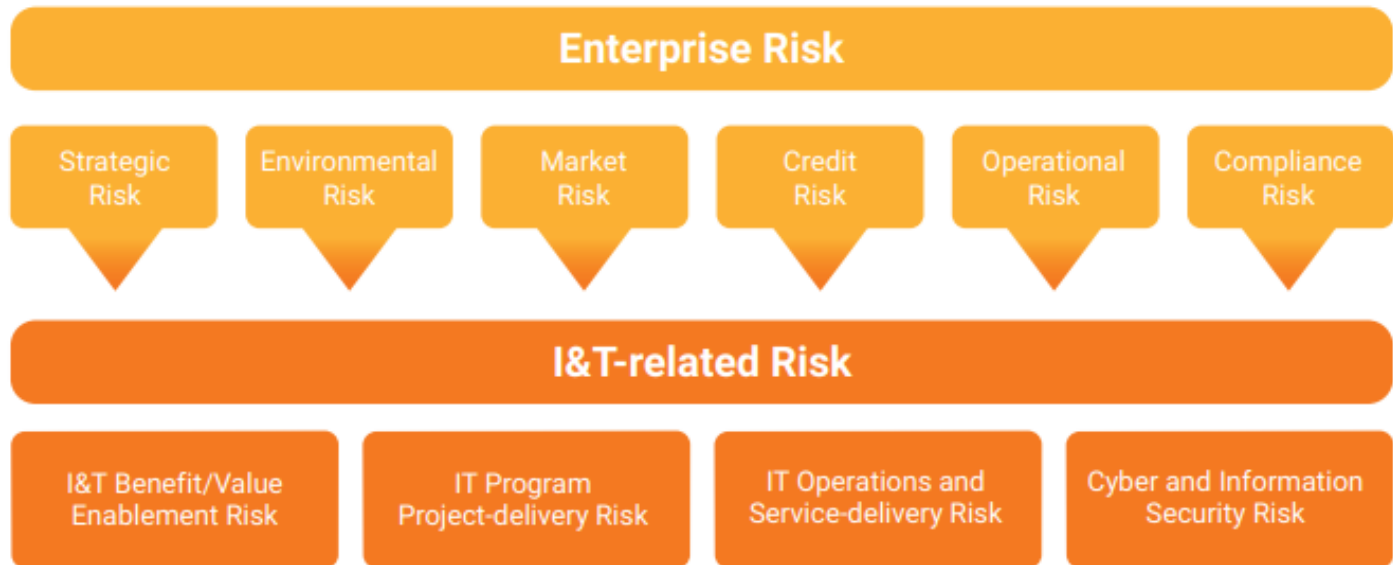 Enterprise Risk
Strategic
Risk
Environmental
Risk
Market
Risk
Credit
Risk
Operational
Risk
Compliance
Risk
I&T-related Risk
I&T Benefit/Value
Enablement Risk
IT Program
Project-delivery Risk
IT Operations and
Service-delivery Risk
Cyber and Information
Security Risk